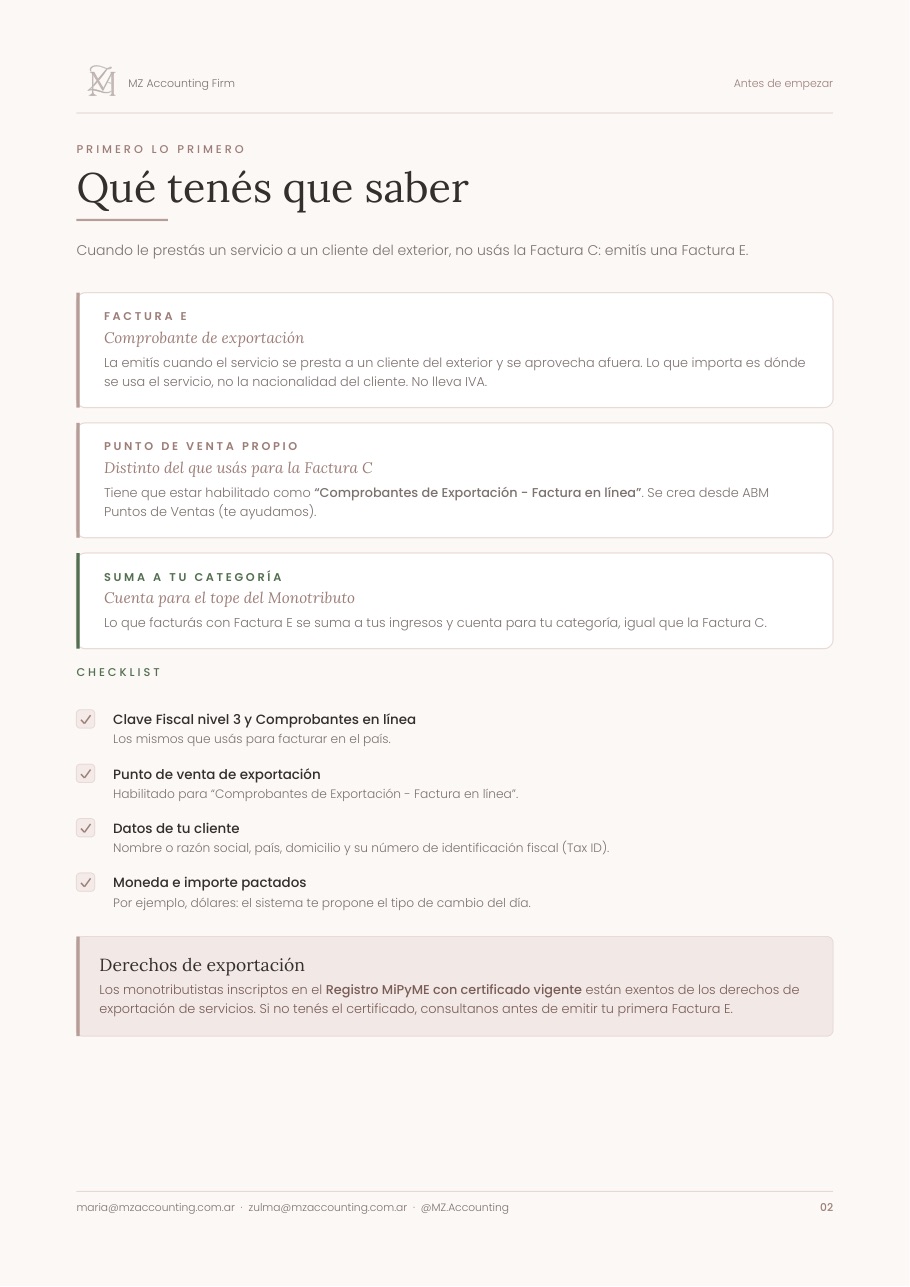 MZ Accounting Firm
Antes de empezar
PRIMERO LO PRIMERO
Qué tenés que saber
Cuando le prestás un servicio a un cliente del exterior, no usás la Factura C: emitís una Factura E.
FACTURA E
Comprobante de exportación
La emitís cuando el servicio se presta a un cliente del exterior y se aprovecha afuera. Lo que importa es dónde
se usa el servicio, no la nacionalidad del cliente. No lleva IVA.
PUNTO DE VENTA PROPIO
Distinto del que usás para la Factura C
Tiene que estar habilitado como “Comprobantes de Exportación - Factura en línea”. Se crea desde ABM
Puntos de Ventas (te ayudamos).
SUMA A TU CATEGORÍA
Cuenta para el tope del Monotributo
Lo que facturás con Factura E se suma a tus ingresos y cuenta para tu categoría, igual que la Factura C.
CHECKLIST
Clave Fiscal nivel 3 y Comprobantes en línea
Los mismos que usás para facturar en el país.
Punto de venta de exportación
Habilitado para “Comprobantes de Exportación - Factura en línea”.
Datos de tu cliente
Nombre o razón social, país, domicilio y su número de identificación fiscal (Tax ID).
Moneda e importe pactados
Por ejemplo, dólares: el sistema te propone el tipo de cambio del día.
Derechos de exportación
Los monotributistas inscriptos en el Registro MiPyME con certificado vigente están exentos de los derechos de
exportación de servicios. Si no tenés el certificado, consultanos antes de emitir tu primera Factura E.
maria@mzaccounting.com.ar · zulma@mzaccounting.com.ar · @MZ.Accounting
02